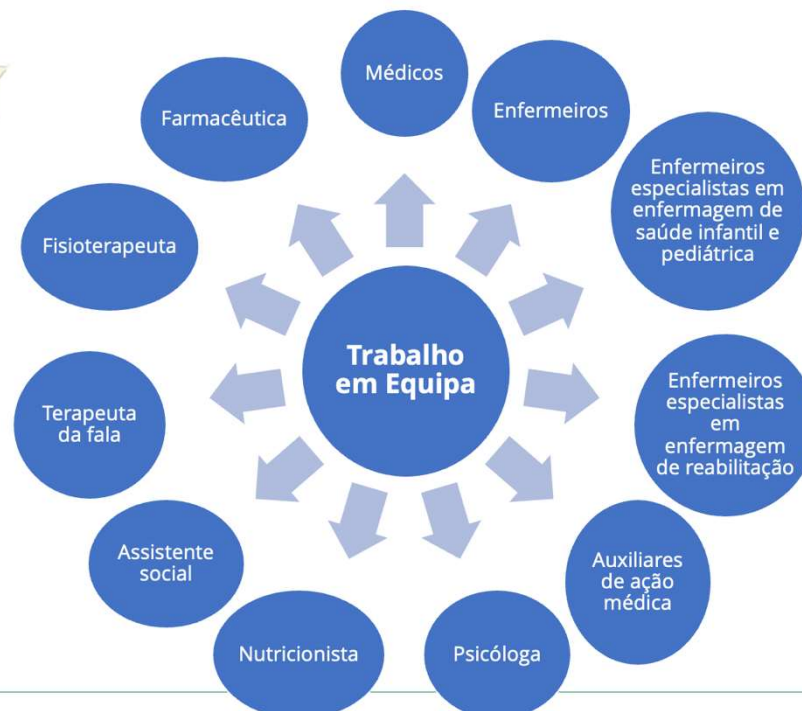 Trabalho
em Equipa
Médicos
Enfermeiros
Enfermeiros
especialistas em
enfermagem de
saúde infantil e
pediátrica
Enfermeiros
especialistas
em
enfermagem
de reabilitação
Auxiliares
de ação
médica
Psicóloga
Nutricionista
Assistente
social
Terapeuta
da fala
Fisioterapeuta
Farmacêutica